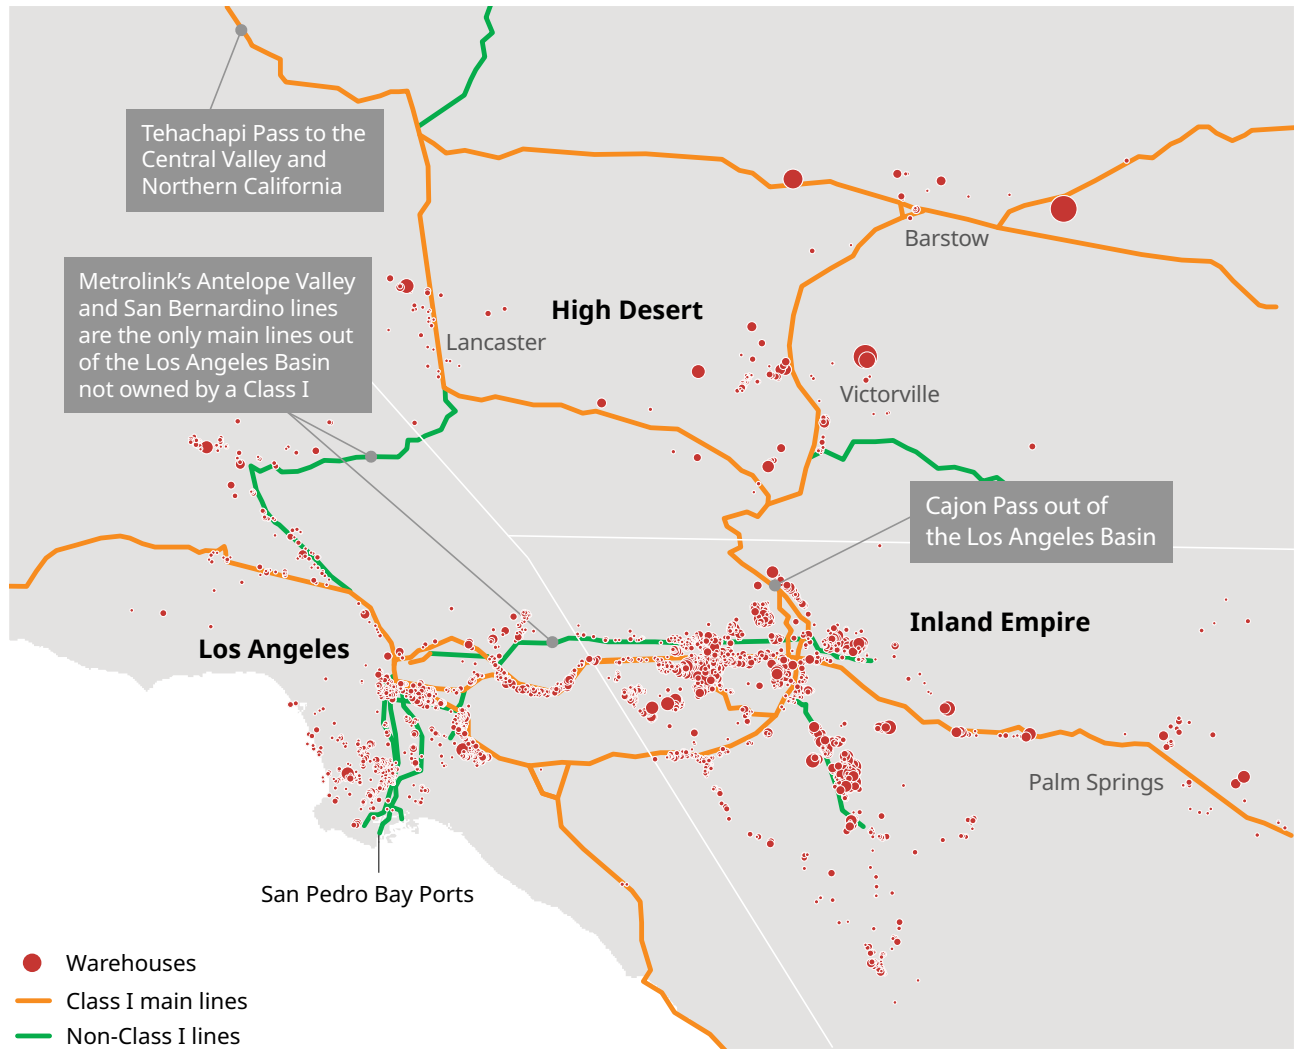 Tehachapi Pass to the
Central Valley and
Northern California
Barstow
Metrolink’s Antelope Valley
and San Bernardino lines
are the only main lines out
of the Los Angeles Basin
not owned by a Class I
High Desert
Lancaster
Victorville
Cajon Pass out of
the Los Angeles Basin
Inland Empire
Los Angeles
Palm Springs
San Pedro Bay Ports
Warehouses
Class I main lines
Non-Class I lines